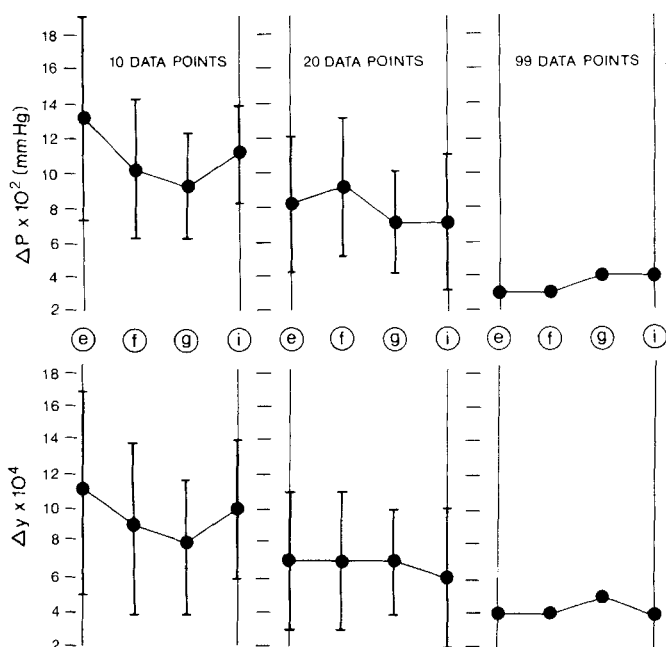 18
16
14
12
10
8
6
4
2
ΔP x 10² (mm Hg)
10 DATA POINTS
20 DATA POINTS
99 DATA POINTS
e f g i
e f g i
e f g i
18
16
14
12
10
8
6
4
2
Δy x 10⁴